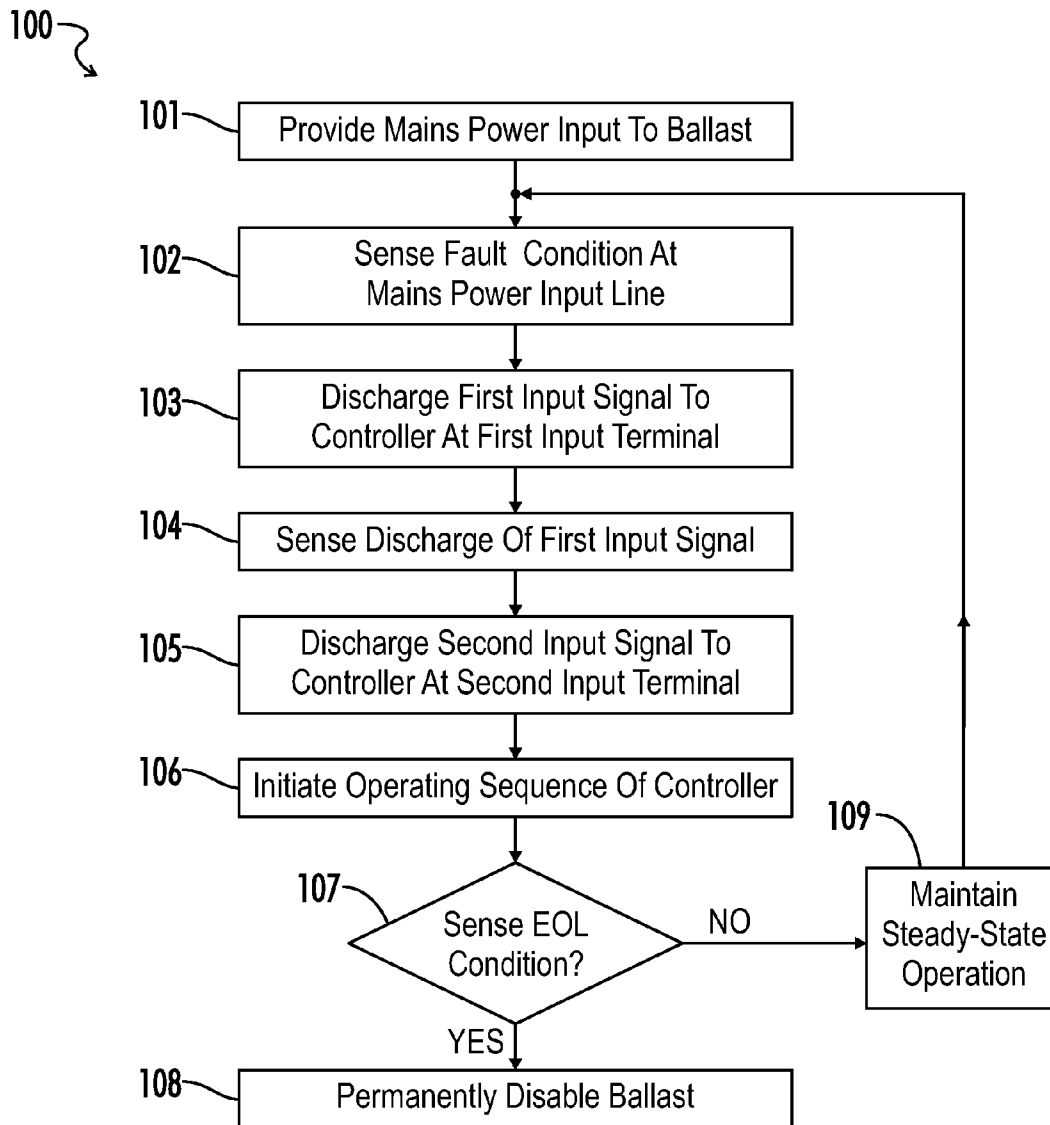 100
101
Provide Mains Power Input To Ballast
102
Sense Fault Condition At
Mains Power Input Line
103
Discharge First Input Signal To
Controller At First Input Terminal
104
Sense Discharge Of First Input Signal
105
Discharge Second Input Signal To
Controller At Second Input Terminal
106
Initiate Operating Sequence Of Controller
107
Sense EOL
Condition?
NO
109
Maintain
Steady-State
Operation
YES
108
Permanently Disable Ballast